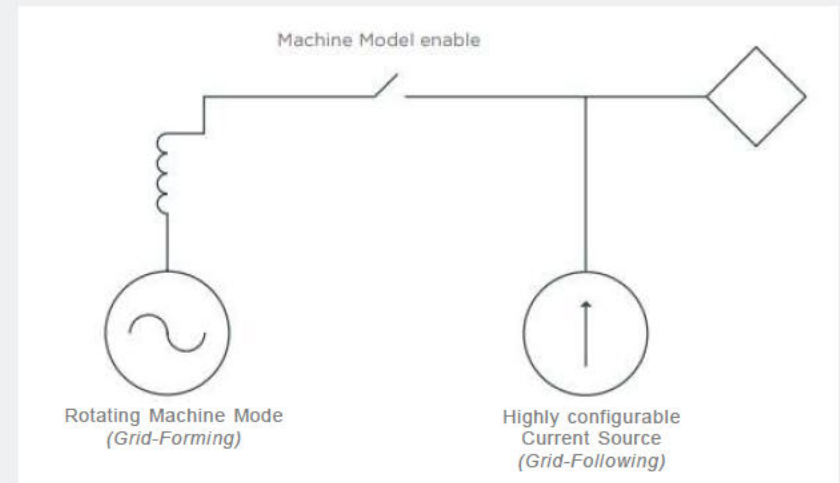 Machine Model enable
Rotating Machine Mode
(Grid-Forming)
Highly configurable
Current Source
(Grid-Following)